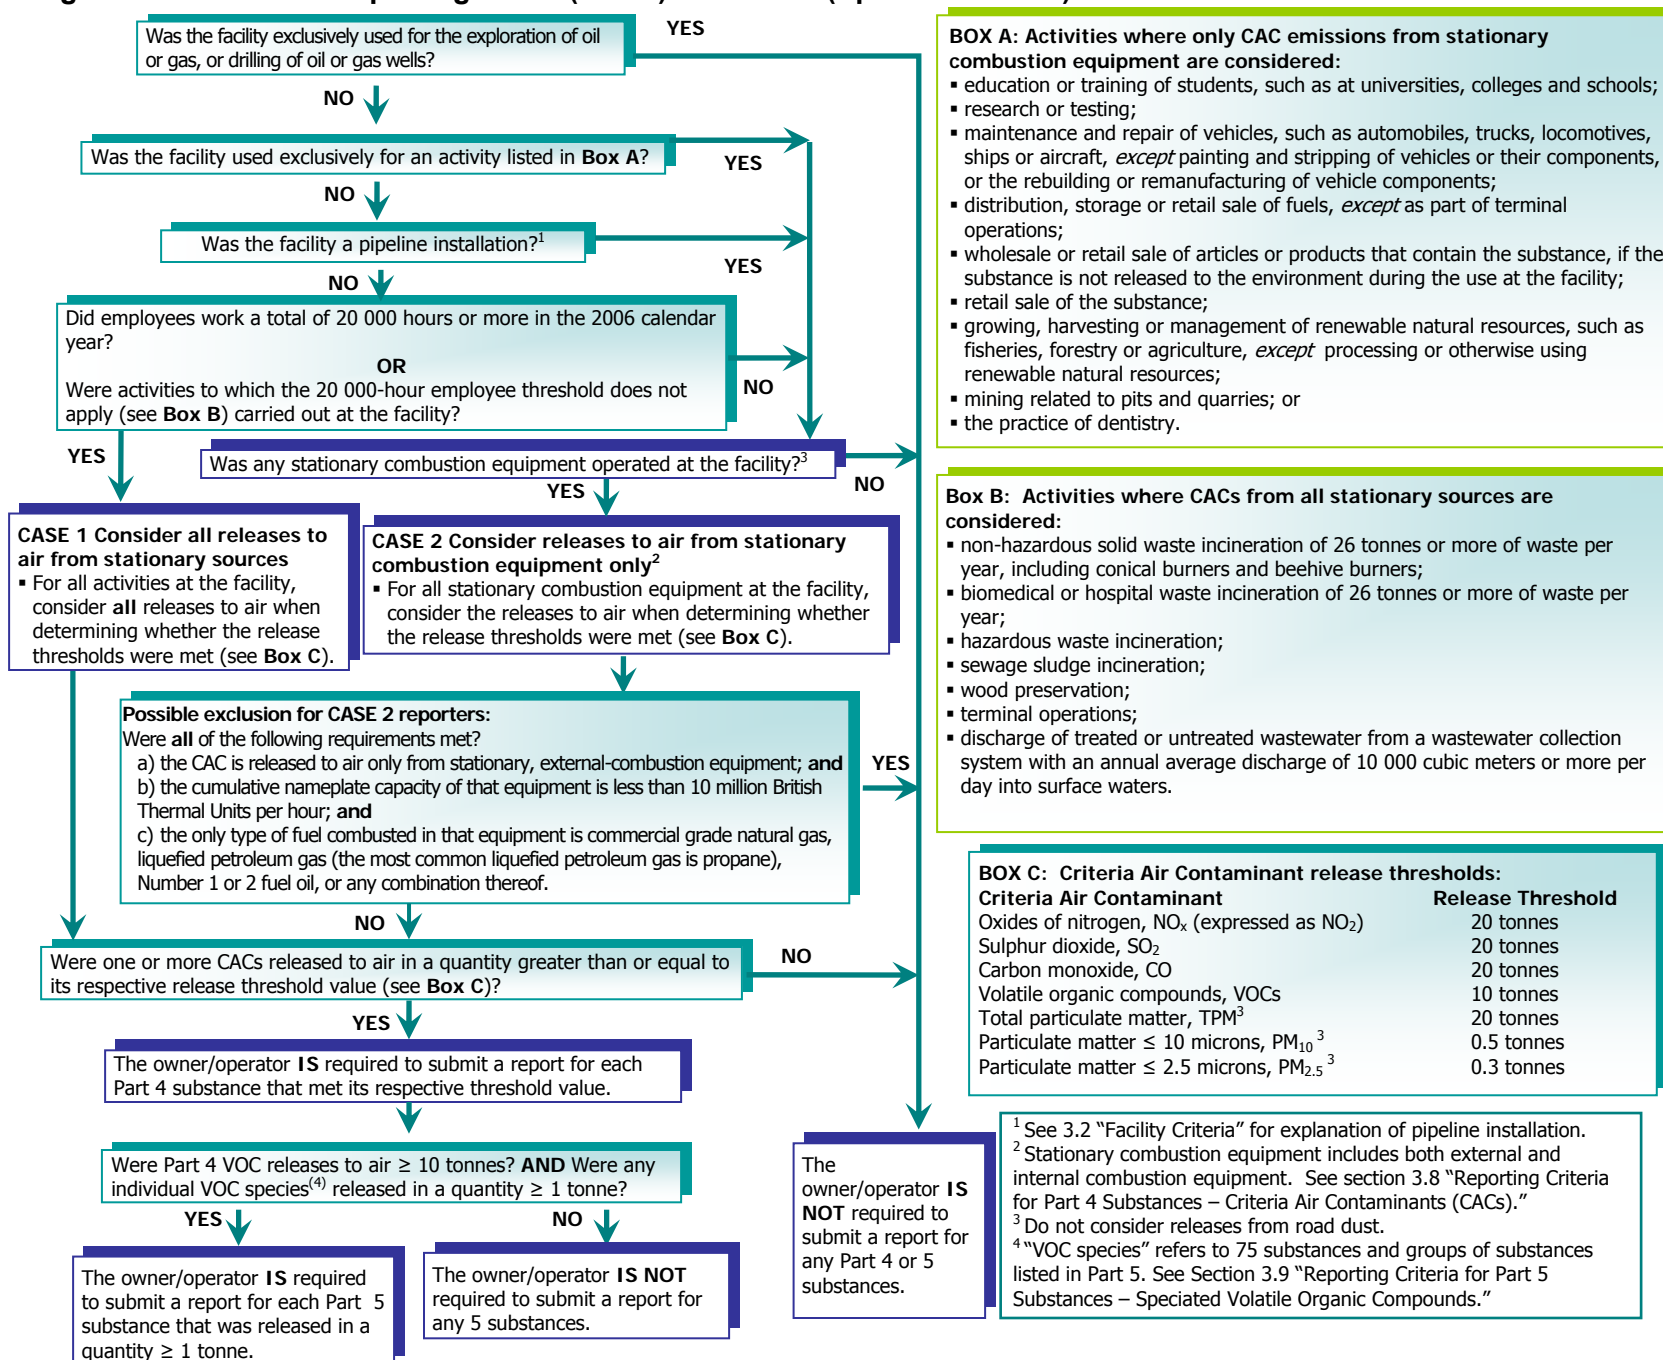 Was the facility exclusively used for the exploration of oil
or gas, or drilling of oil or gas wells?
YES
NO
Was the facility used exclusively for an activity listed in Box A?
YES
NO
Was the facility a pipeline installation?1
YES
NO
Did employees work a total of 20 000 hours or more in the 2006 calendar
year?
OR
Were activities to which the 20 000-hour employee threshold does not
apply (see Box B) carried out at the facility?
NO
YES
Was any stationary combustion equipment operated at the facility?3
NO
YES
CASE 1 Consider all releases to
air from stationary sources
▪ For all activities at the facility,
consider all releases to air when
determining whether the release
thresholds were met (see Box C).
CASE 2 Consider releases to air from stationary
combustion equipment only2
▪ For all stationary combustion equipment at the facility,
consider the releases to air when determining whether
the release thresholds were met (see Box C).
Possible exclusion for CASE 2 reporters:
Were all of the following requirements met?
a) the CAC is released to air only from stationary, external-combustion equipment; and
b) the cumulative nameplate capacity of that equipment is less than 10 million British
Thermal Units per hour; and
c) the only type of fuel combusted in that equipment is commercial grade natural gas,
liquefied petroleum gas (the most common liquefied petroleum gas is propane),
Number 1 or 2 fuel oil, or any combination thereof.
YES
NO
Were one or more CACs released to air in a quantity greater than or equal to
its respective release threshold value (see Box C)?
NO
YES
The owner/operator IS required to submit a report for each
Part 4 substance that met its respective threshold value.
Were Part 4 VOC releases to air ≥ 10 tonnes? AND Were any
individual VOC species(4) released in a quantity ≥ 1 tonne?
YES
NO
The owner/operator IS required
to submit a report for each Part 5
substance that was released in a
quantity ≥ 1 tonne.
The owner/operator IS NOT
required to submit a report for
any 5 substances.
The
owner/operator IS
NOT required to
submit a report for
any Part 4 or 5
substances.
BOX A: Activities where only CAC emissions from stationary
combustion equipment are considered:
▪ education or training of students, such as at universities, colleges and schools;
▪ research or testing;
▪ maintenance and repair of vehicles, such as automobiles, trucks, locomotives,
ships or aircraft, except painting and stripping of vehicles or their components,
or the rebuilding or remanufacturing of vehicle components;
▪ distribution, storage or retail sale of fuels, except as part of terminal
operations;
▪ wholesale or retail sale of articles or products that contain the substance, if the
substance is not released to the environment during the use at the facility;
▪ retail sale of the substance;
▪ growing, harvesting or management of renewable natural resources, such as
fisheries, forestry or agriculture, except processing or otherwise using
renewable natural resources;
▪ mining related to pits and quarries; or
▪ the practice of dentistry.
Box B: Activities where CACs from all stationary sources are
considered:
▪ non-hazardous solid waste incineration of 26 tonnes or more of waste per
year, including conical burners and beehive burners;
▪ biomedical or hospital waste incineration of 26 tonnes or more of waste per
year;
▪ hazardous waste incineration;
▪ sewage sludge incineration;
▪ wood preservation;
▪ terminal operations;
▪ discharge of treated or untreated wastewater from a wastewater collection
system with an annual average discharge of 10 000 cubic meters or more per
day into surface waters.
BOX C: Criteria Air Contaminant release thresholds:
Criteria Air Contaminant Release Threshold
Oxides of nitrogen, NOx (expressed as NO2) 20 tonnes
Sulphur dioxide, SO2 20 tonnes
Carbon monoxide, CO 20 tonnes
Volatile organic compounds, VOCs 10 tonnes
Total particulate matter, TPM3 20 tonnes
Particulate matter ≤ 10 microns, PM10 3 0.5 tonnes
Particulate matter ≤ 2.5 microns, PM2.5 3 0.3 tonnes
1 See 3.2 “Facility Criteria” for explanation of pipeline installation.
2 Stationary combustion equipment includes both external and
internal combustion equipment. See section 3.8 “Reporting Criteria
for Part 4 Substances – Criteria Air Contaminants (CACs).”
3 Do not consider releases from road dust.
4 “VOC species” refers to 75 substances and groups of substances
listed in Part 5. See Section 3.9 “Reporting Criteria for Part 5
Substances – Speciated Volatile Organic Compounds.”